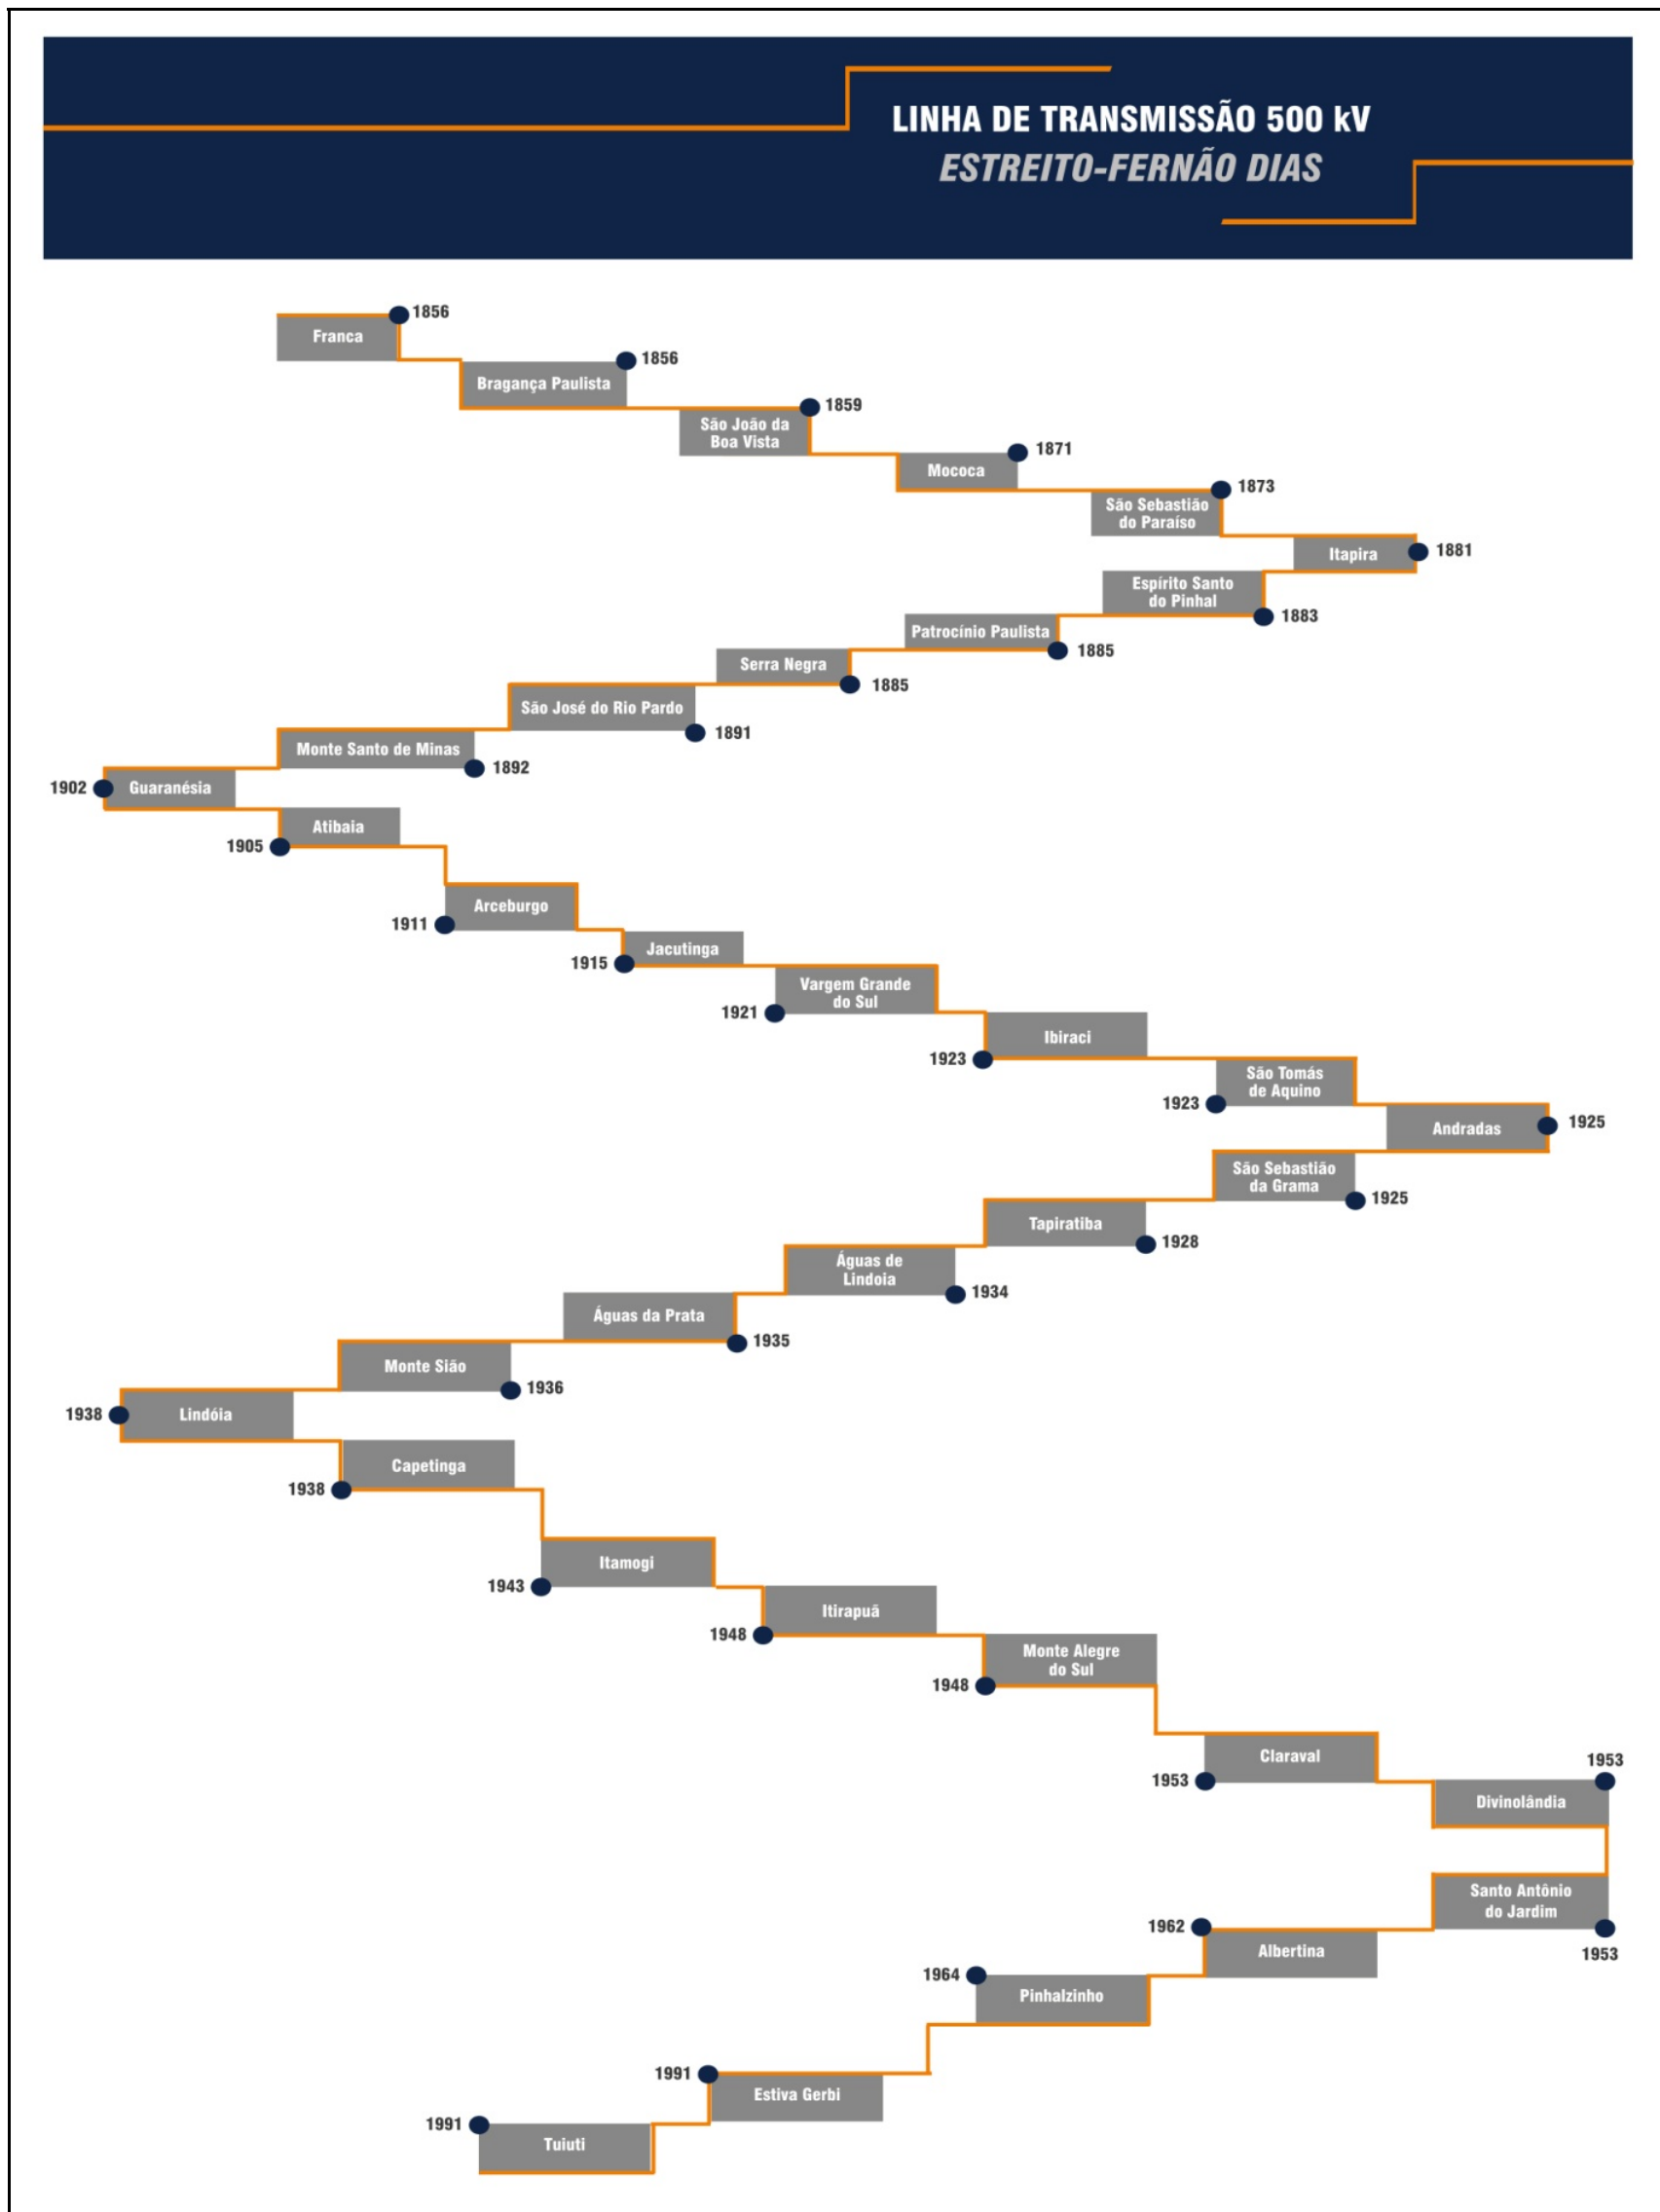 LINHA DE TRANSMISSÃO 500 kV
ESTREITO-FERNÃO DIAS
1856
Franca
1856
Bragança Paulista
1859
São João da
Boa Vista
1871
Mococa
1873
São Sebastião
do Paraíso
1881
Itapira
Espírito Santo
do Pinhal
1883
Patrocínio Paulista
1885
Serra Negra
1885
São José do Rio Pardo
1891
Monte Santo de Minas
1892
1902
Guaranésia
Atibaia
1905
Arceburgo
1911
Jacutinga
1915
Vargem Grande
do Sul
1921
Ibiraci
1923
São Tomás
de Aquino
1923
Andradas
1925
São Sebastião
da Grama
1925
Tapiratiba
1928
Águas de
Lindoia
1934
Águas da Prata
1935
Monte Sião
1936
1938
Lindóia
Capetinga
1938
Itamogi
1943
Itirapuã
1948
Monte Alegre
do Sul
1948
Claraval
1953
1953
Divinolândia
Santo Antônio
do Jardim
1953
1962
Albertina
1964
Pinhalzinho
1991
Estiva Gerbi
1991
Tuiuti